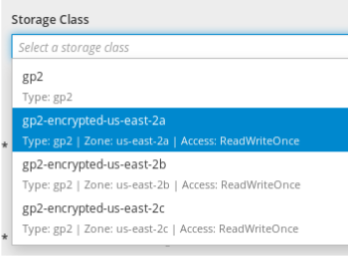 Storage Class
Select a storage class
gp2
Type: gp2
gp2-encrypted-us-east-2a
* Type: gp2 | Zone: us-east-2a | Access: ReadWriteOnce
gp2-encrypted-us-east-2b
Type: gp2 | Zone: us-east-2b | Access: ReadWriteOnce
gp2-encrypted-us-east-2c
* Type: gp2 | Zone: us-east-2c | Access: ReadWriteOnce